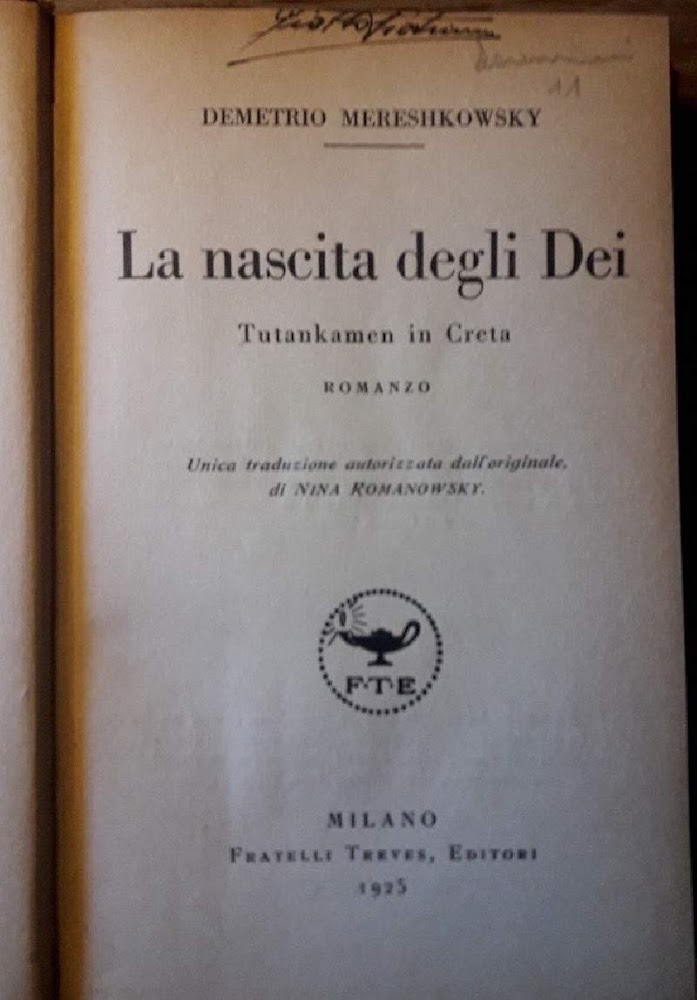 11
DEMETRIO MERESHKOWSKY
La nascita degli Dei
Tutankamen in Creta
ROMANZO
Unica traduzione autorizzata dall'originale,
di NINA ROMANOWSKY.
F·T·E
MILANO
FRATELLI TREVES, EDITORI
1925